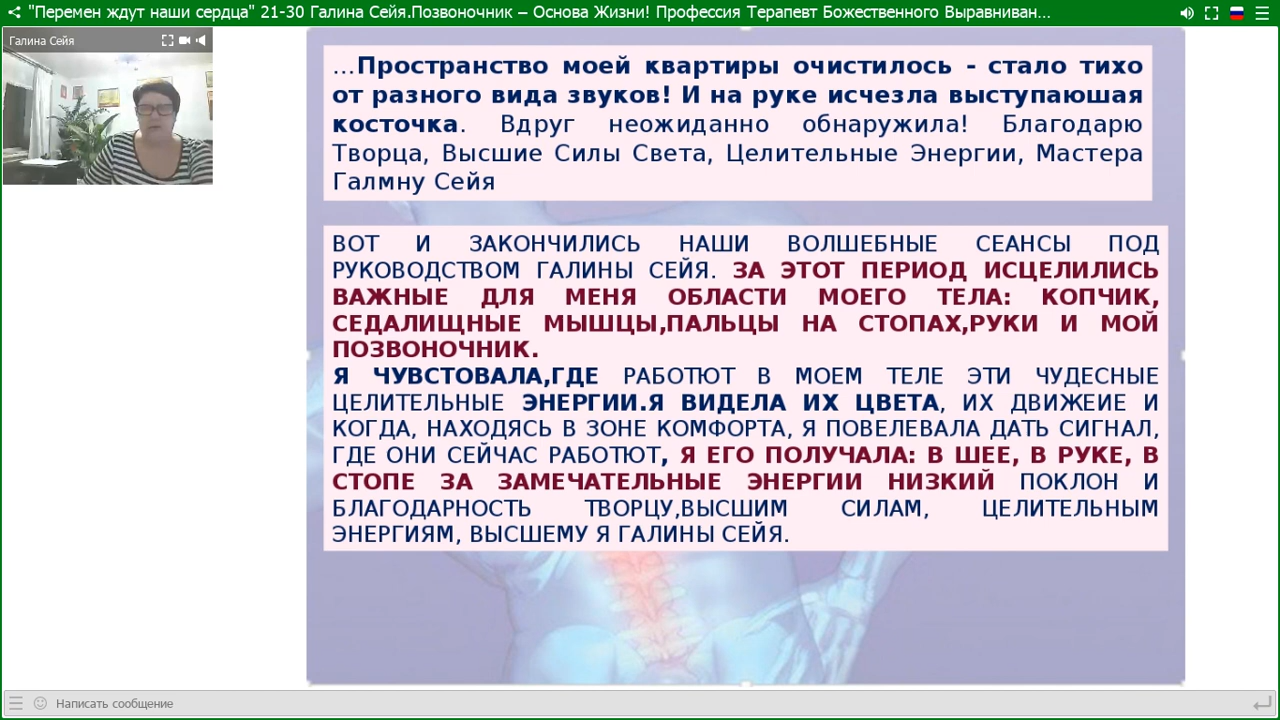 "Перемен ждут наши сердца" 21-30 Галина Сейя.Позвоночник – Основа Жизни! Профессия Терапевт Божественного Выравниван...
Галина Сейя
...Пространство моей квартиры очистилось - стало тихо
от разного вида звуков! И на руке исчезла выступаюшая
косточка. Вдруг неожиданно обнаружила! Благодарю
Творца, Высшие Силы Света, Целительные Энергии, Мастера
Галмну Сейя
ВОТ И ЗАКОНЧИЛИСЬ НАШИ ВОЛШЕБНЫЕ СЕАНСЫ ПОД
РУКОВОДСТВОМ ГАЛИНЫ СЕЙЯ. ЗА ЭТОТ ПЕРИОД ИСЦЕЛИЛИСЬ
ВАЖНЫЕ ДЛЯ МЕНЯ ОБЛАСТИ МОЕГО ТЕЛА: КОПЧИК,
СЕДАЛИЩНЫЕ МЫШЦЫ,ПАЛЬЦЫ НА СТОПАХ,РУКИ И МОЙ
ПОЗВОНОЧНИК.
Я ЧУВСТОВАЛА,ГДЕ РАБОТЮТ В МОЕМ ТЕЛЕ ЭТИ ЧУДЕСНЫЕ
ЦЕЛИТЕЛЬНЫЕ ЭНЕРГИИ.Я ВИДЕЛА ИХ ЦВЕТА, ИХ ДВИЖЕИЕ И
КОГДА, НАХОДЯСЬ В ЗОНЕ КОМФОРТА, Я ПОВЕЛЕВАЛА ДАТЬ СИГНАЛ,
ГДЕ ОНИ СЕЙЧАС РАБОТЮТ, Я ЕГО ПОЛУЧАЛА: В ШЕЕ, В РУКЕ, В
СТОПЕ ЗА ЗАМЕЧАТЕЛЬНЫЕ ЭНЕРГИИ НИЗКИЙ ПОКЛОН И
БЛАГОДАРНОСТЬ ТВОРЦУ,ВЫСШИМ СИЛАМ, ЦЕЛИТЕЛЬНЫМ
ЭНЕРГИЯМ, ВЫСШЕМУ Я ГАЛИНЫ СЕЙЯ.
Написать сообщение